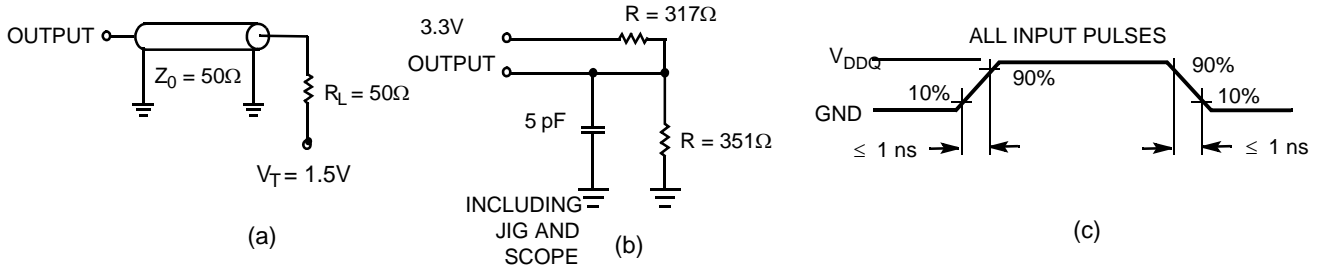 OUTPUT
Z0 = 50Ω
RL = 50Ω
VT = 1.5V
(a)
R = 317Ω
3.3V
OUTPUT
5 pF
R = 351Ω
INCLUDING
JIG AND
SCOPE
(b)
ALL INPUT PULSES
VDDQ
90%
90%
10%
10%
GND
≤ 1 ns
≤ 1 ns
(c)